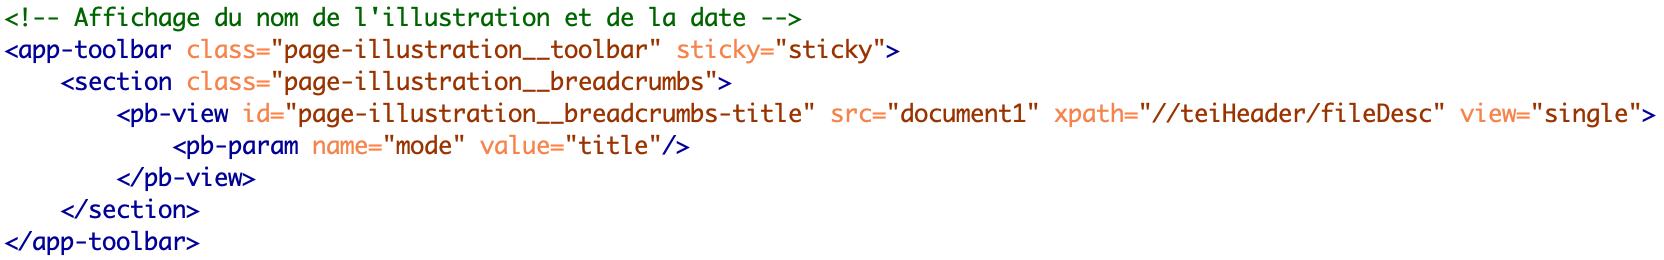 <!-- Affichage du nom de l'illustration et de la date -->
<app-toolbar class="page-illustration__toolbar" sticky="sticky">
    <section class="page-illustration__breadcrumbs">
        <pb-view id="page-illustration__breadcrumbs-title" src="document1" xpath="//teiHeader/fileDesc" view="single">
            <pb-param name="mode" value="title"/>
        </pb-view>
    </section>
</app-toolbar>